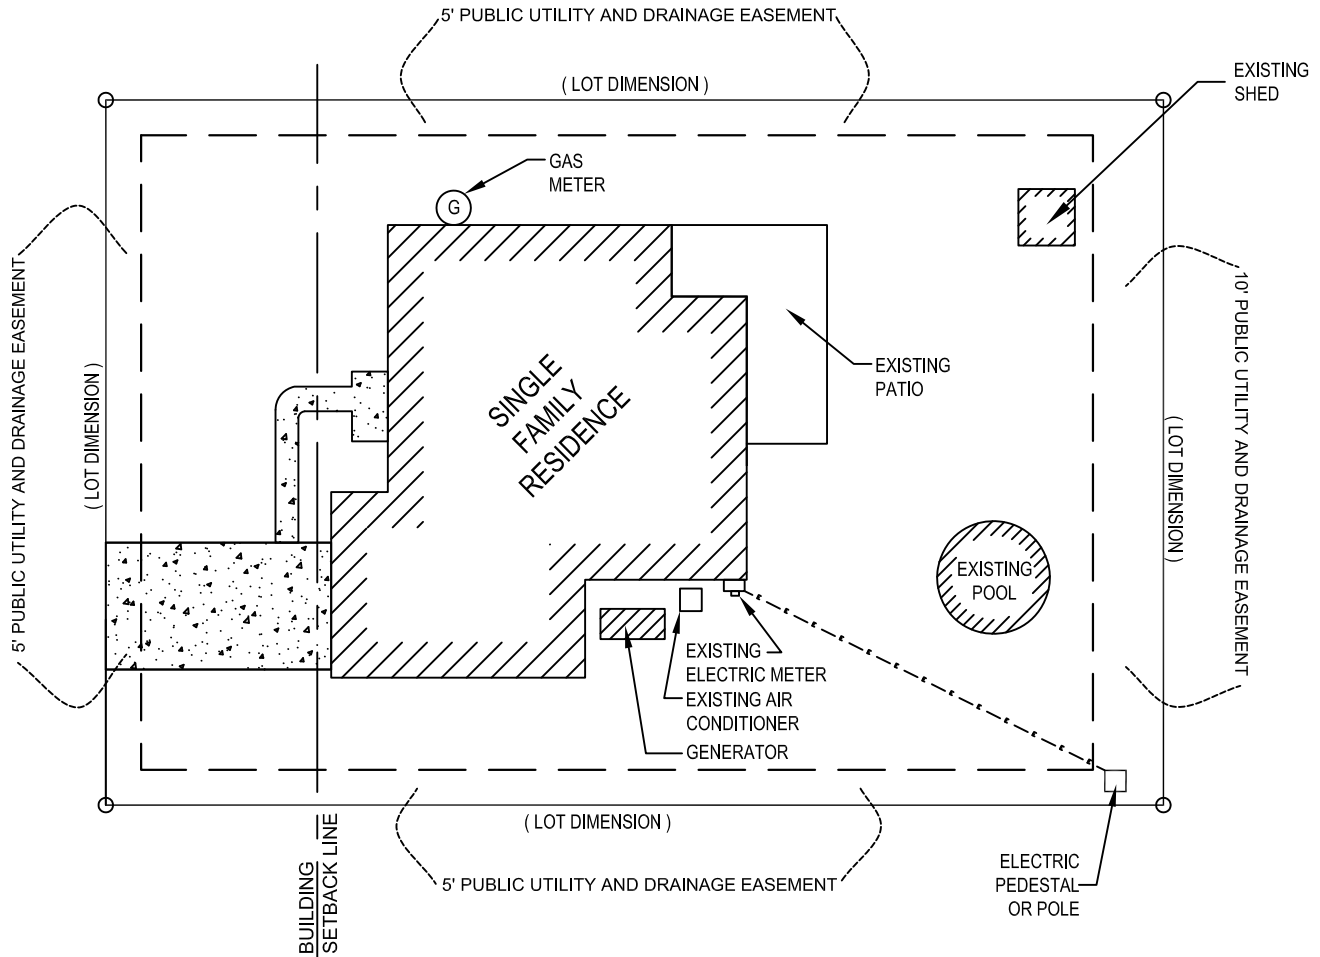 5' PUBLIC UTILITY AND DRAINAGE EASEMENT
( LOT DIMENSION )
EXISTING
SHED
GAS
METER
G
5' PUBLIC UTILITY AND DRAINAGE EASEMENT
( LOT DIMENSION )
SINGLE
FAMILY
RESIDENCE
EXISTING
PATIO
( LOT DIMENSION )
10' PUBLIC UTILITY AND DRAINAGE EASEMENT
EXISTING
POOL
EXISTING
ELECTRIC METER
EXISTING AIR
CONDITIONER
GENERATOR
( LOT DIMENSION )
BUILDING
SETBACK LINE
5' PUBLIC UTILITY AND DRAINAGE EASEMENT
ELECTRIC
PEDESTAL
OR POLE